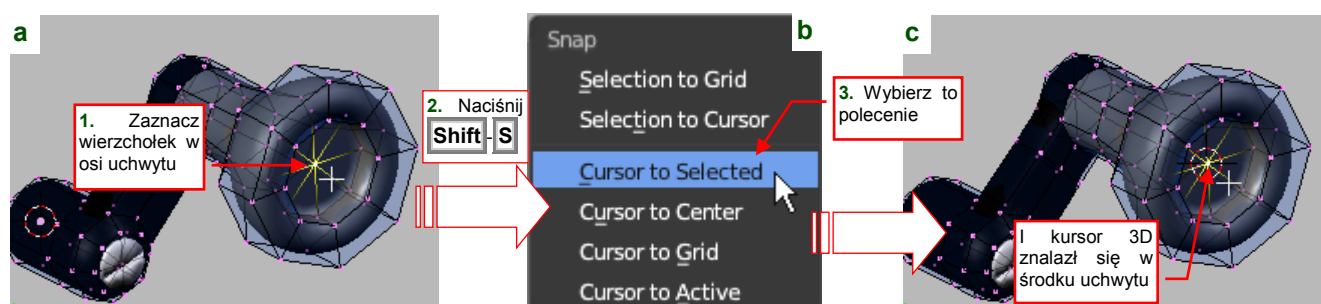 a
1. Zaznacz
wierzchołek w
osi uchwytu
2. Naciśnij
Shift-S
b
Snap
Selection to Grid
Selection to Cursor
Cursor to Selected
Cursor to Center
Cursor to Grid
Cursor to Active
3. Wybierz to
polecenie
c
I kursor 3D
znalazł się w
środku uchwytu